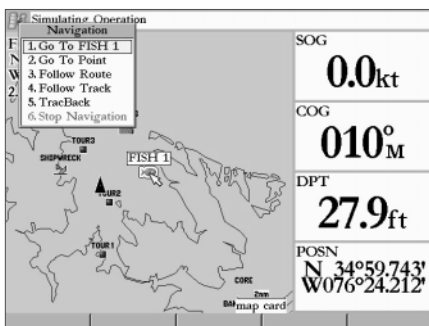 Simulating Operation
Navigation
1. Go To FISH 1
2. Go To Point
3. Follow Route
4. Follow Track
5. TracBack
6. Stop Navigation
F
N
W
2.
TOUR3
SHIPWRECK
FISH 1
TOUR2
TOUR1
CORE
2nm
map card
SOG
0.0kt
COG
010°M
DPT
27.9ft
POSN
N 34°59.743'
W076°24.212'